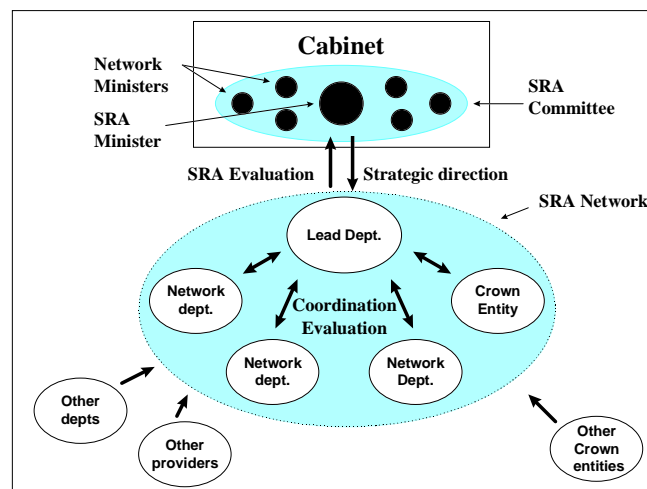 Cabinet
Network
Ministers
SRA
Minister
SRA
Committee
SRA Evaluation
Strategic direction
SRA Network
Lead Dept.
Network
dept.
Coordination
Evaluation
Crown
Entity
Network
dept.
Network
Dept.
Other
depts
Other
providers
Other
Crown
entities